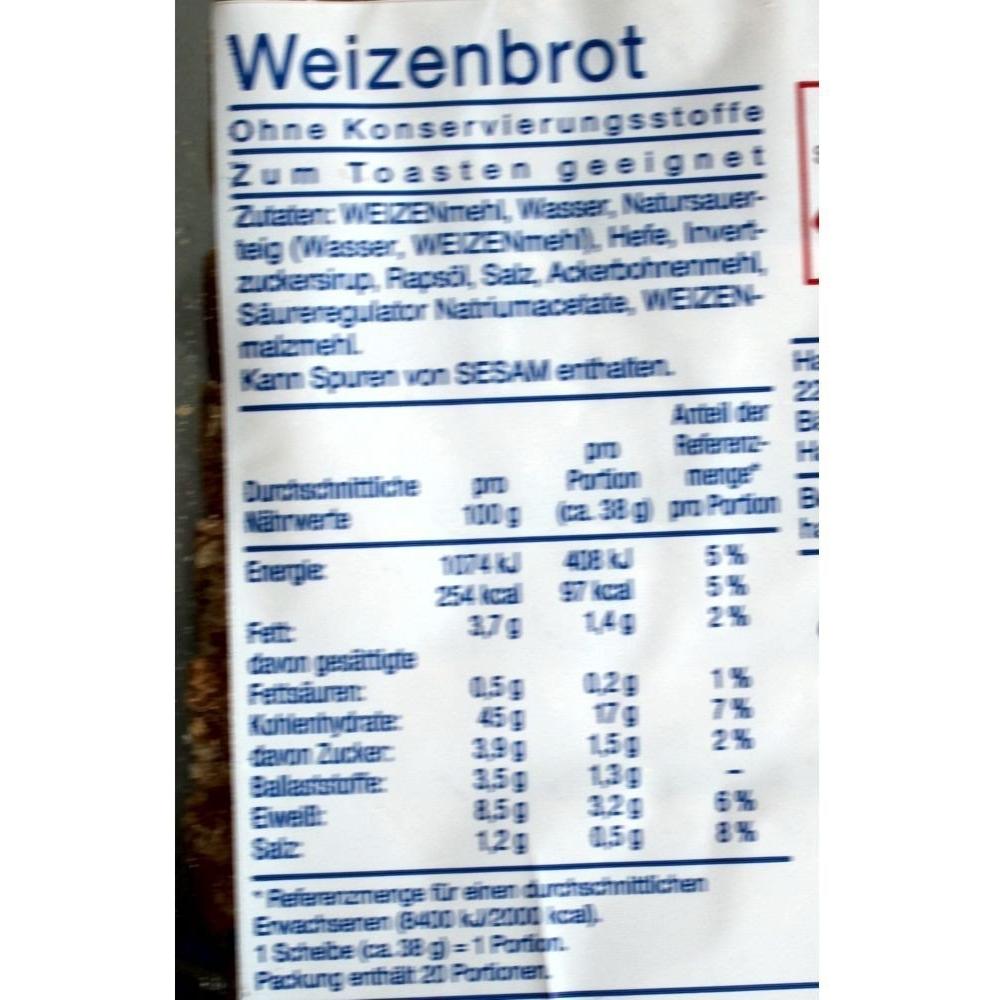 Weizenbrot
Ohne Konservierungsstoffe
Zum Toasten geeignet
Zutaten: WEIZENmehl, Wasser, Natursauer-
teig (Wasser, WEIZENmehl), Hefe, Invert-
zuckersirup, Rapsöl, Salz, Ackerbohnenmehl,
Säureregulator Natriumacetate, WEIZEN-
malzmehl.
Kann Spuren von SESAM enthalten.
Durchschnittliche Nährwerte pro 100 g pro Portion (ca. 38 g) Anteil der Referenz-menge* pro Portion
Energie: 1074 kJ 408 kJ 5 %
254 kcal 97 kcal 5 %
Fett: 3,7 g 1,4 g 2 %
davon gesättigte
Fettsäuren: 0,5 g 0,2 g 1 %
Kohlenhydrate: 45 g 17 g 7 %
davon Zucker: 3,9 g 1,5 g 2 %
Ballaststoffe: 3,5 g 1,3 g –
Eiweiß: 8,5 g 3,2 g 6 %
Salz: 1,2 g 0,5 g 8 %
* Referenzmenge für einen durchschnittlichen
Erwachsenen (8400 kJ/2000 kcal).
1 Scheibe (ca. 38 g) = 1 Portion.
Packung enthält 20 Portionen.